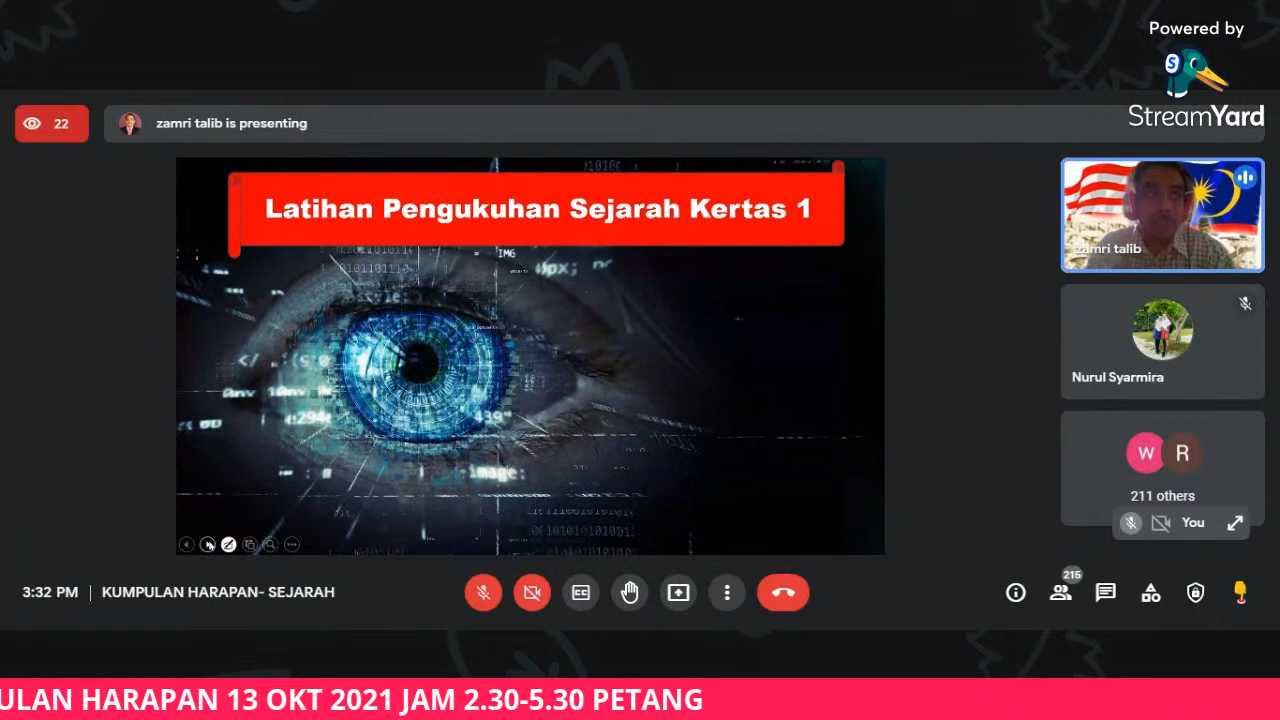 Powered by
StreamYard
22
zamri talib is presenting
Latihan Pengukuhan Sejarah Kertas 1
IMG
image:
zamri talib
Nurul Syarmira
W R
211 others
You
3:32 PM | KUMPULAN HARAPAN- SEJARAH
215
ULAN HARAPAN 13 OKT 2021 JAM 2.30-5.30 PETANG